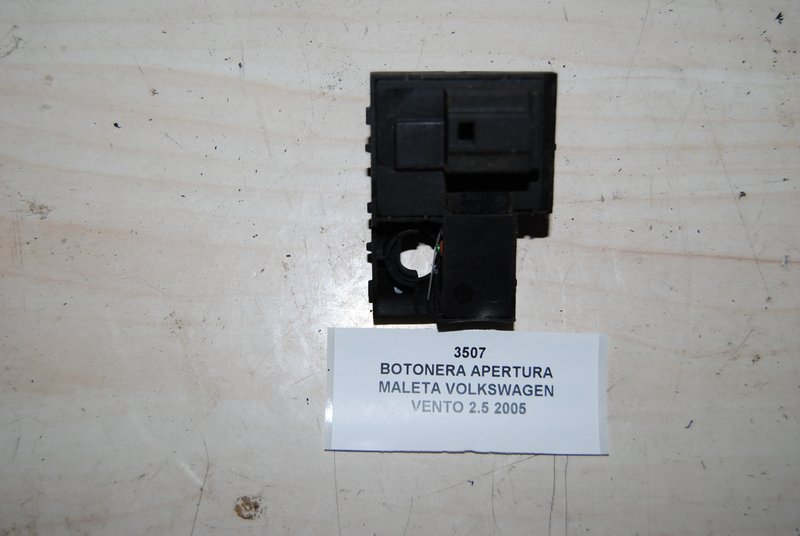 3507
BOTONERA APERTURA
MALETA VOLKSWAGEN
VENTO 2.5 2005